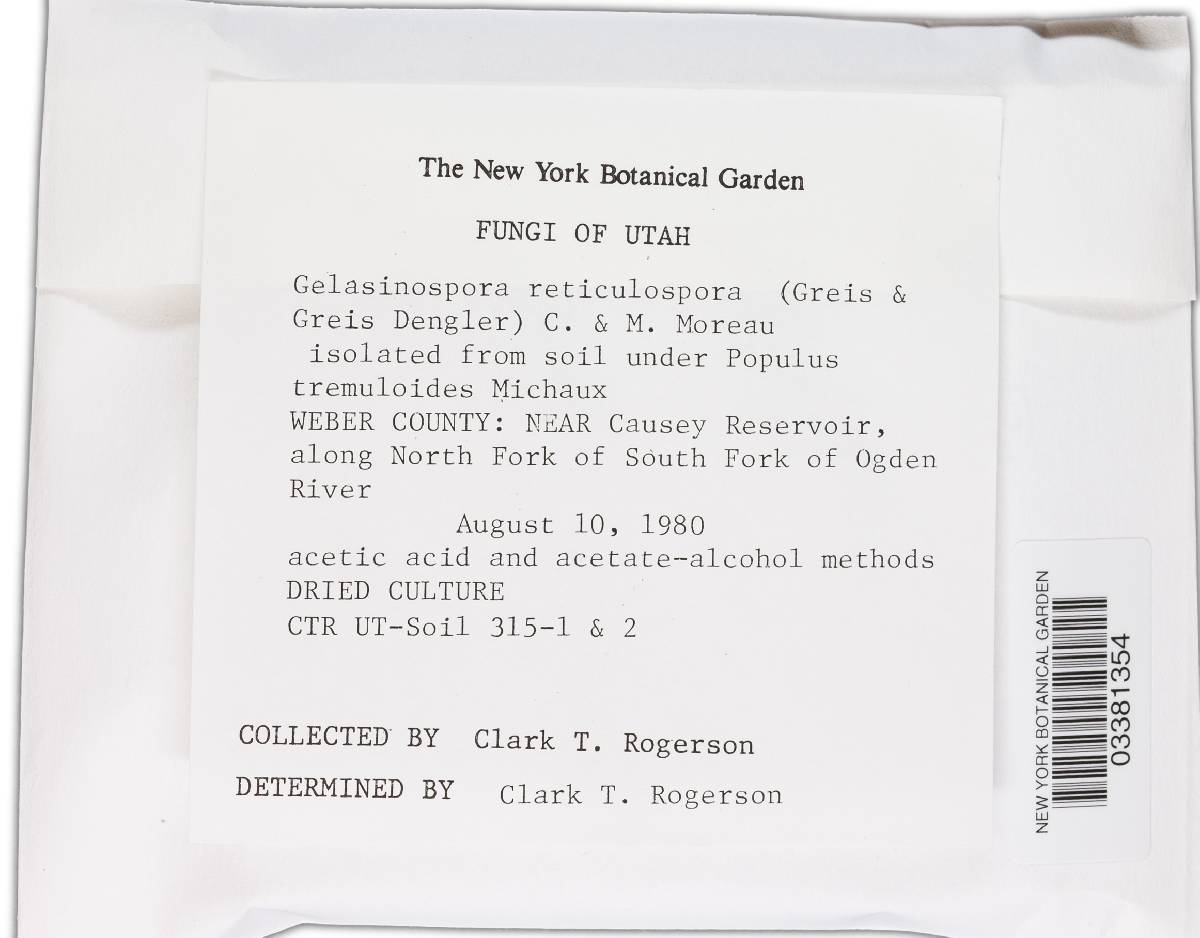 The New York Botanical Garden
FUNGI OF UTAH
Gelasinospora reticulospora (Greis &
Greis Dengler) C. & M. Moreau
isolated from soil under Populus
tremuloides Michaux
WEBER COUNTY: NEAR Causey Reservoir,
along North Fork of South Fork of Ogden
River
August 10, 1980
acetic acid and acetate-alcohol methods
DRIED CULTURE
CTR UT-Soil 315-1 & 2
COLLECTED BY Clark T. Rogerson
DETERMINED BY Clark T. Rogerson
NEW YORK BOTANICAL GARDEN
03381354